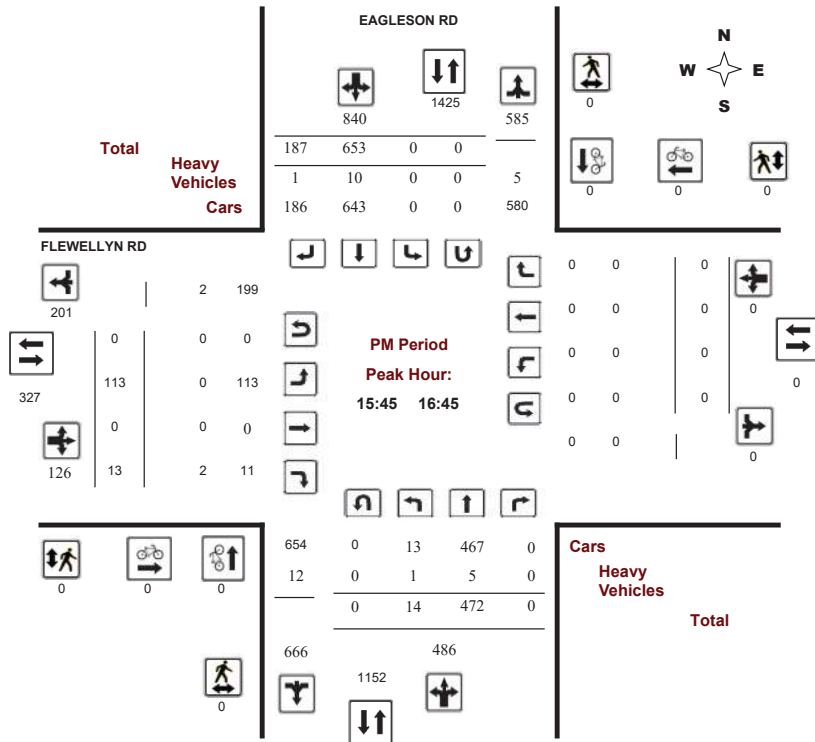 EAGLESON RD
N
W E
S
1425
0
840 585
Total 187 653 0 0
Heavy
Vehicles 1 10 0 0 5
Cars 186 643 0 0 580
0 0 0
FLEWELLYN RD
201 2 199
0 0 0
327
113 0 113
0 0 0
126 13 2 11
PM Period
Peak Hour:
15:45 16:45
0 0 0
0
0 0 0
0 0 0
0
0 0 0
0 0
0
654 0 13 467 0 Cars
12 0 1 5 0 Heavy
Vehicles
0 14 472 0 Total
0 0 0
666 486
1152
0